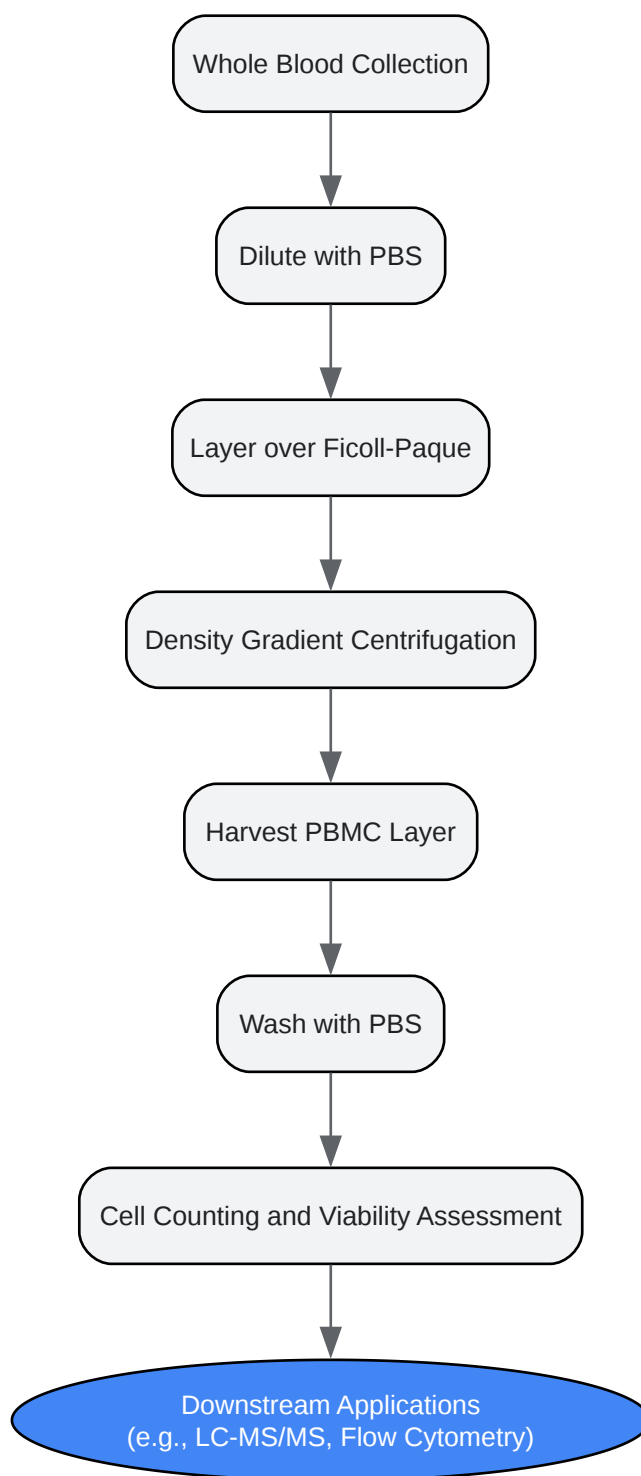 Whole Blood Collection
Dilute with PBS
Layer over Ficoll-Paque
Density Gradient Centrifugation
Harvest PBMC Layer
Wash with PBS
Cell Counting and Viability Assessment
Downstream Applications
(e.g., LC-MS/MS, Flow Cytometry)